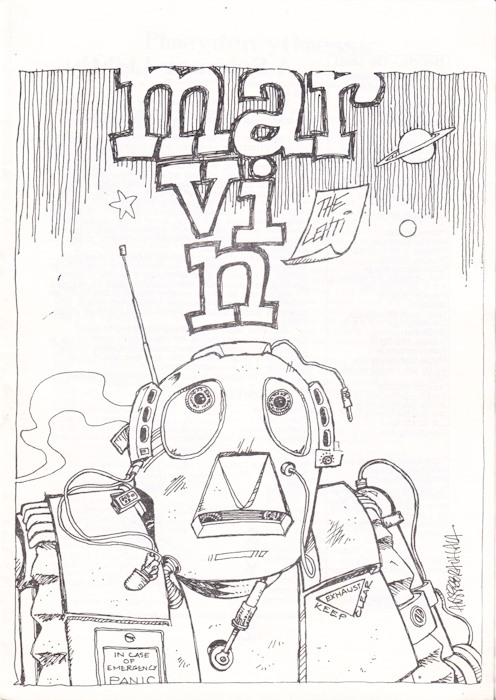 mar
vi
n
THE
LEHTI
EXHAUST
KEEP CLEAR
IN CASE
OF
EMERGENCY
PANIC